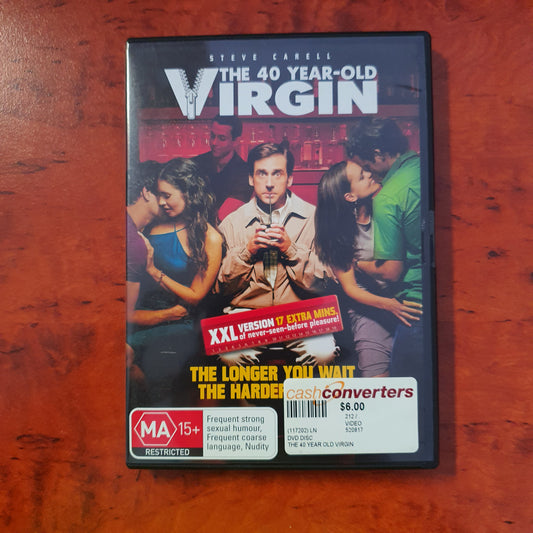 STEVE CARELL
THE 40 YEAR-OLD
VIRGIN
XXL VERSION 17 EXTRA MINS.
of never-seen-before pleasure!
THE LONGER YOU WAIT
THE HARDER
cash converters
$6.00
212 /
VIDEO
(117202) LN 520817
DVD DISC
THE 40 YEAR OLD VIRGIN
MA 15+
RESTRICTED
Frequent strong
sexual humour,
Frequent coarse
language, Nudity